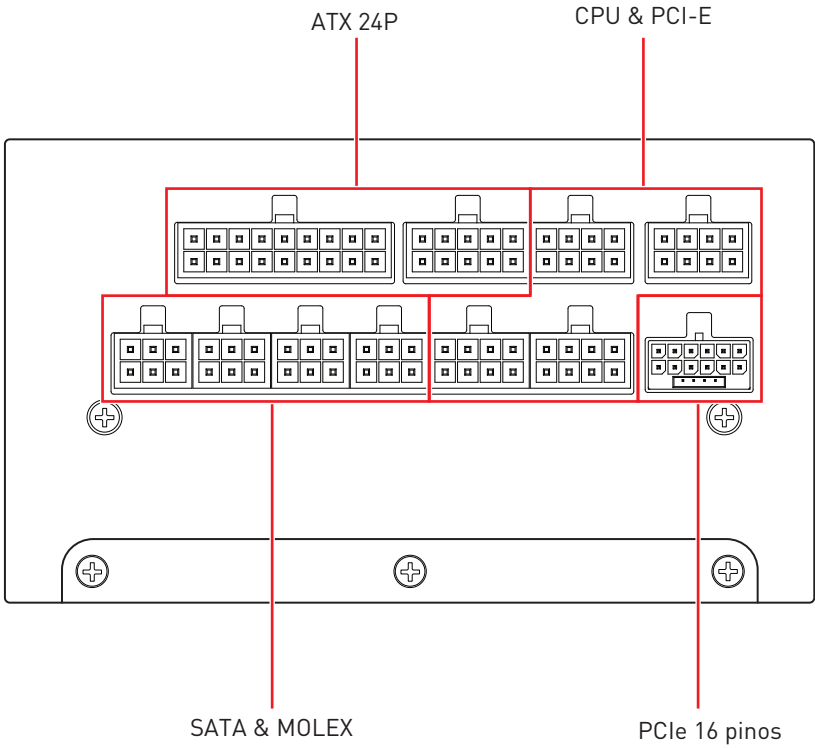 ATX 24P
CPU & PCI-E
SATA & MOLEX
PCIe 16 pinos